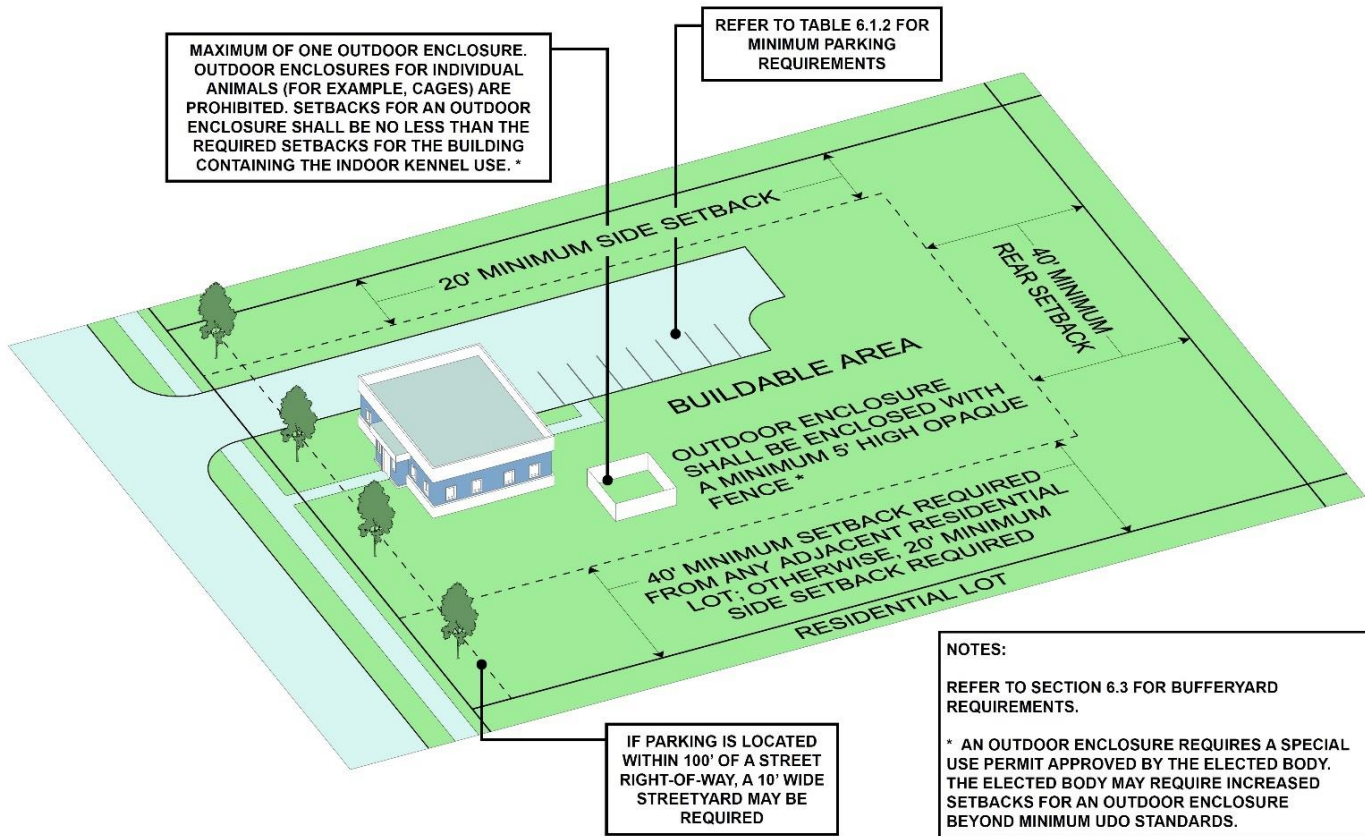 MAXIMUM OF ONE OUTDOOR ENCLOSURE.
OUTDOOR ENCLOSURES FOR INDIVIDUAL
ANIMALS (FOR EXAMPLE, CAGES) ARE
PROHIBITED. SETBACKS FOR AN OUTDOOR
ENCLOSURE SHALL BE NO LESS THAN THE
REQUIRED SETBACKS FOR THE BUILDING
CONTAINING THE INDOOR KENNEL USE. *
REFER TO TABLE 6.1.2 FOR
MINIMUM PARKING
REQUIREMENTS
20' MINIMUM SIDE SETBACK
40' MINIMUM
REAR SETBACK
BUILDABLE AREA
OUTDOOR ENCLOSURE
SHALL BE ENCLOSED WITH
A MINIMUM 5' HIGH OPAQUE
FENCE *
40' MINIMUM SETBACK REQUIRED
FROM ANY ADJACENT RESIDENTIAL
LOT; OTHERWISE, 20' MINIMUM
SIDE SETBACK REQUIRED
RESIDENTIAL LOT
IF PARKING IS LOCATED
WITHIN 100' OF A STREET
RIGHT-OF-WAY, A 10' WIDE
STREETYARD MAY BE
REQUIRED
NOTES:
REFER TO SECTION 6.3 FOR BUFFERYARD
REQUIREMENTS.
* AN OUTDOOR ENCLOSURE REQUIRES A SPECIAL
USE PERMIT APPROVED BY THE ELECTED BODY.
THE ELECTED BODY MAY REQUIRE INCREASED
SETBACKS FOR AN OUTDOOR ENCLOSURE
BEYOND MINIMUM UDO STANDARDS.